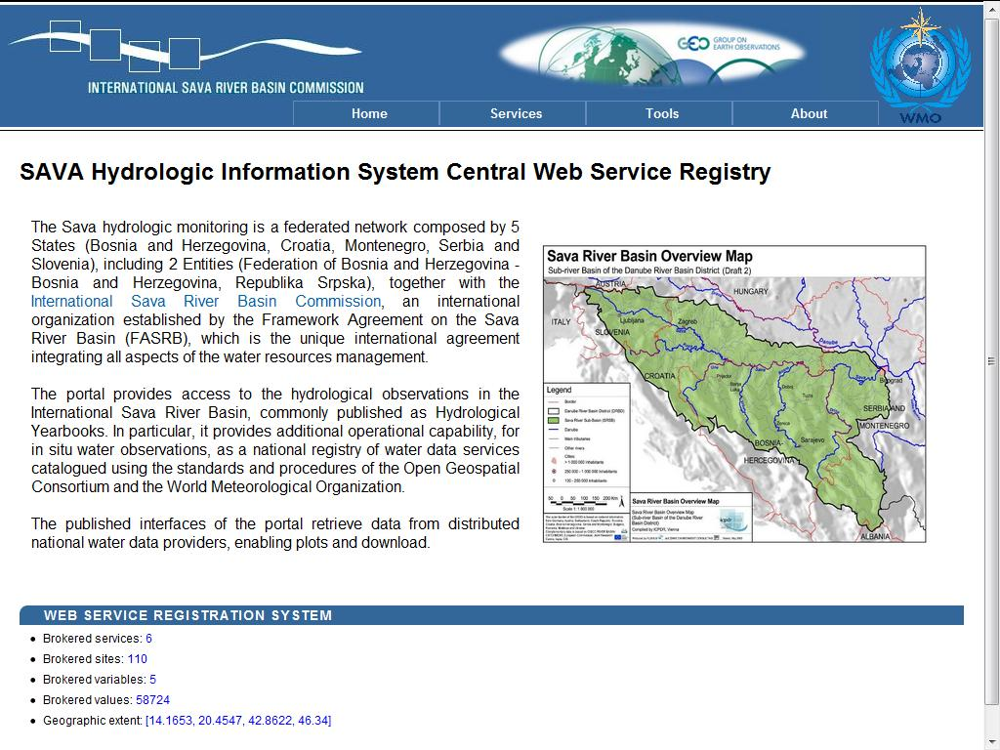 INTERNATIONAL SAVA RIVER BASIN COMMISSION
GEO GROUP ON
EARTH OBSERVATIONS
WMO
Home Services Tools About
SAVA Hydrologic Information System Central Web Service Registry
The Sava hydrologic monitoring is a federated network composed by 5
States (Bosnia and Herzegovina, Croatia, Montenegro, Serbia and
Slovenia), including 2 Entities (Federation of Bosnia and Herzegovina -
Bosnia and Herzegovina, Republika Srpska), together with the
International Sava River Basin Commission, an international
organization established by the Framework Agreement on the Sava
River Basin (FASRB), which is the unique international agreement
integrating all aspects of the water resources management.
The portal provides access to the hydrological observations in the
International Sava River Basin, commonly published as Hydrological
Yearbooks. In particular, it provides additional operational capability, for
in situ water observations, as a national registry of water data services
catalogued using the standards and procedures of the Open Geospatial
Consortium and the World Meteorological Organization.
The published interfaces of the portal retrieve data from distributed
national water data providers, enabling plots and download.
Sava River Basin Overview Map
Sub-river Basin of the Danube River Basin District (Draft 2)
AUSTRIA
HUNGARY
ITALY
Ljubljana
Zagreb
SLOVENIA
Danube
CROATIA
Prijedor
Banja
Luka
Doboj
Tuzla
Beograd
SERBIA AND
MONTENEGRO
Zenica
Sarajevo
BOSNIA-
HERCEGOVINA
ALBANIA
Legend
Border
Danube River Basin District (DRBD)
Sava River Sub-Basin (SRSB)
Danube
Main tributaries
Other rivers
Cities
> 1 000 000 Inhabitants
250 000 - 1 000 000 Inhabitants
100 - 250 000 Inhabitants
50 0 50 100 150 200 Km
Sava River Basin Overview Map
Sava River Basin Overview Map
(Sub-river Basin of the Danube River
Basin District)
Compiled by ICPDR, Vienna
icpdr
WEB SERVICE REGISTRATION SYSTEM
Brokered services: 6
Brokered sites: 110
Brokered variables: 5
Brokered values: 58724
Geographic extent: [14.1653, 20.4547, 42.8622, 46.34]